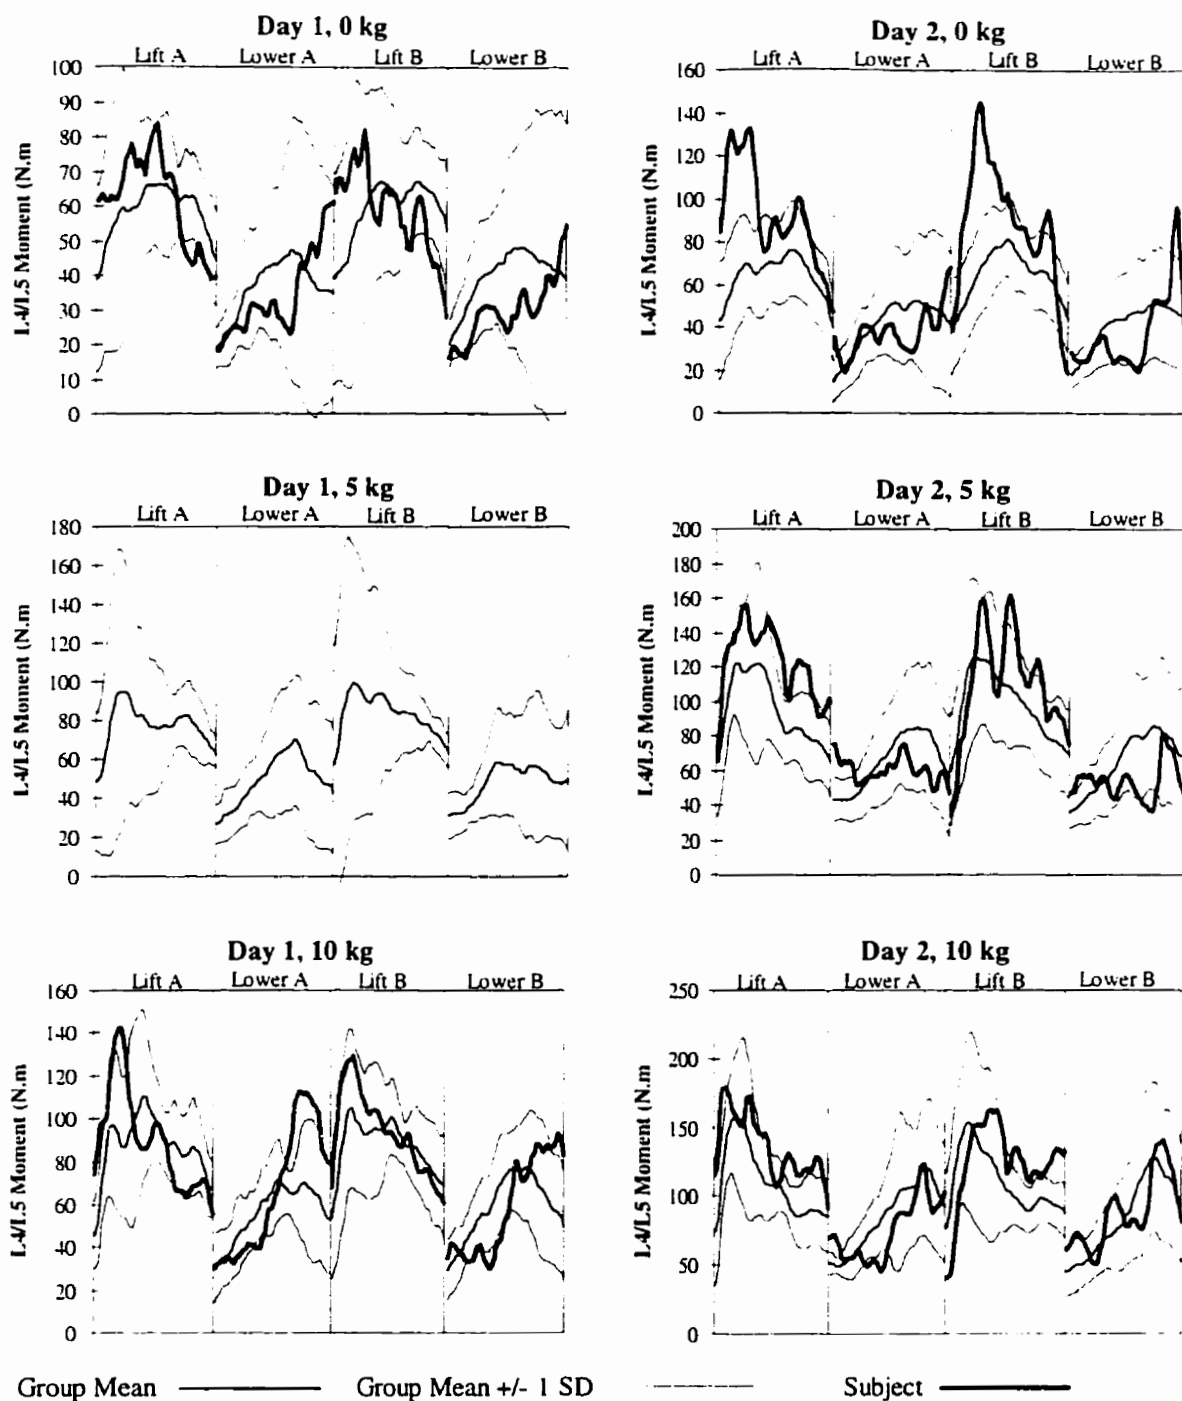 Day 1, 0 kg
Lift A Lower A Lift B Lower B
L4/L5 Moment (N.m
100
90
80
70
60
50
40
30
20
10
0
Day 2, 0 kg
Lift A Lower A Lift B Lower B
L4/L5 Moment (N.m
160
140
120
100
80
60
40
20
0
Day 1, 5 kg
Lift A Lower A Lift B Lower B
L4/L5 Moment (N.m
180
160
140
120
100
80
60
40
20
0
Day 2, 5 kg
Lift A Lower A Lift B Lower B
L4/L5 Moment (N.m
200
180
160
140
120
100
80
60
40
20
0
Day 1, 10 kg
Lift A Lower A Lift B Lower B
L4/L5 Moment (N.m
160
140
120
100
80
60
40
20
0
Day 2, 10 kg
Lift A Lower A Lift B Lower B
L4/L5 Moment (N.m
250
200
150
100
50
0
Group Mean Group Mean +/- 1 SD Subject